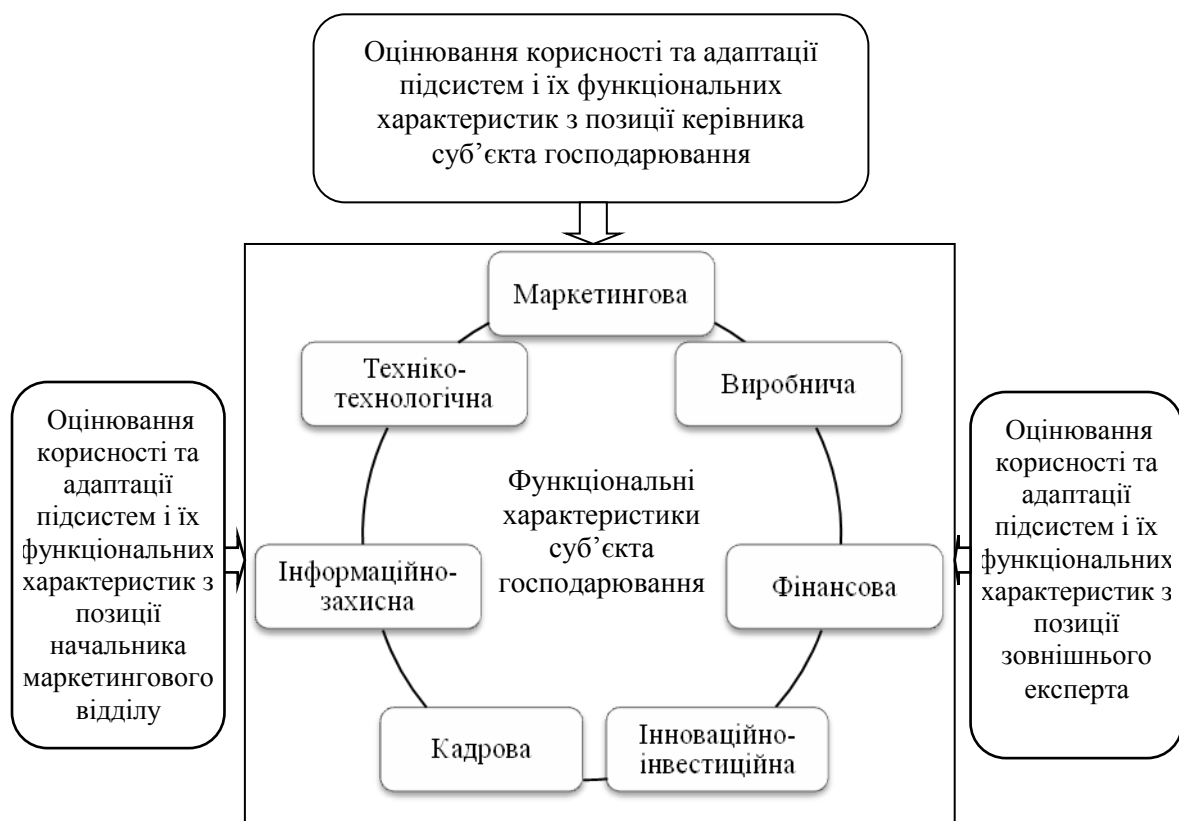 Оцінювання корисності та адаптації
підсистем і їх функціональних
характеристик з позиції керівника
суб’єкта господарювання
Маркетингова
Техніко-
технологічна
Виробнича
Оцінювання
корисності та
адаптації
підсистем і їх
функціональних
характеристик з
позиції
начальника
маркетингового
відділу
Функціональні
характеристики
суб’єкта
господарювання
Оцінювання
корисності та
адаптації
підсистем і їх
функціональних
характеристик з
позиції
зовнішнього
експерта
Інформаційно-
захисна
Фінансова
Кадрова
Інноваційно-
інвестиційна